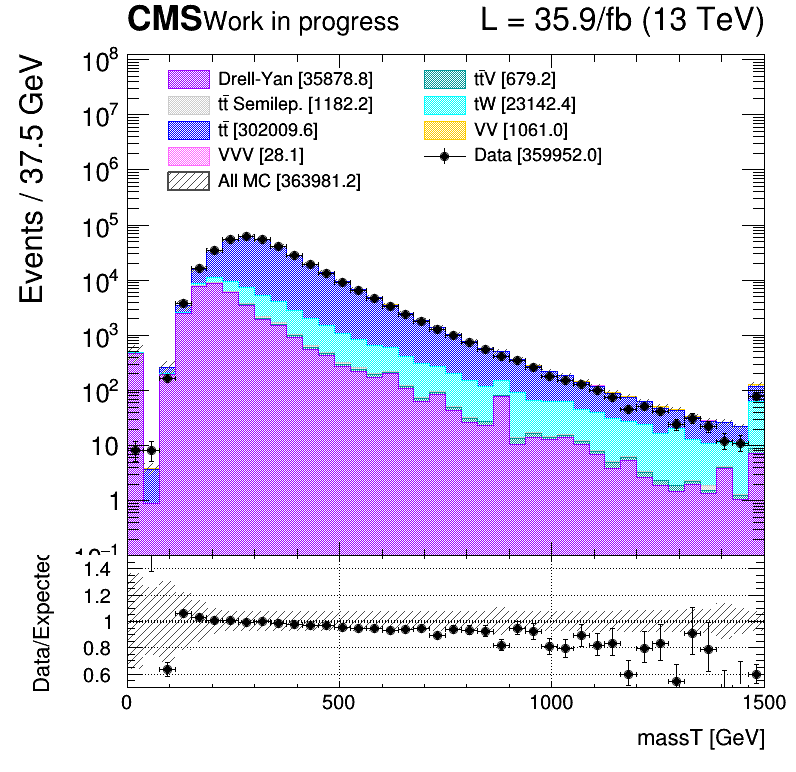 CMS Work in progress L = 35.9/fb (13 TeV)
Events / 37.5 GeV
10^8
10^7
10^6
10^5
10^4
10^3
10^2
10
1
10^−1
Drell-Yan [35878.8]
tt̄ Semilep. [1182.2]
tt̄ [302009.6]
VVV [28.1]
All MC [363981.2]
tt̄V [679.2]
tW [23142.4]
VV [1061.0]
Data [359952.0]
Data/Expected
1.4
1.2
1
0.8
0.6
0 500 1000 1500
massT [GeV]